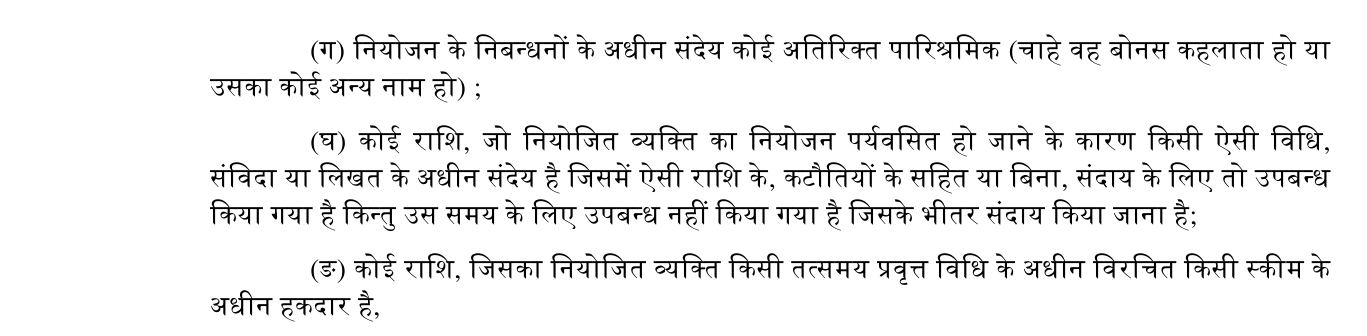 (ग) नियोजन के निबन्धनों के अधीन संदेय कोई अतिरिक्त पारिश्रमिक (चाहे वह बोनस कहलाता हो या
उसका कोई अन्य नाम हो) ;
(घ) कोई राशि, जो नियोजित व्यक्ति का नियोजन पर्यवसित हो जाने के कारण किसी ऐसी विधि,
संविदा या लिखत के अधीन संदेय है जिसमें ऐसी राशि के, कटौतियों के सहित या बिना, संदाय के लिए तो उपबन्ध
किया गया है किन्तु उस समय के लिए उपबन्ध नहीं किया गया है जिसके भीतर संदाय किया जाना है;
(ङ) कोई राशि, जिसका नियोजित व्यक्ति किसी तत्समय प्रवृत्त विधि के अधीन विरचित किसी स्कीम के
अधीन हकदार है,